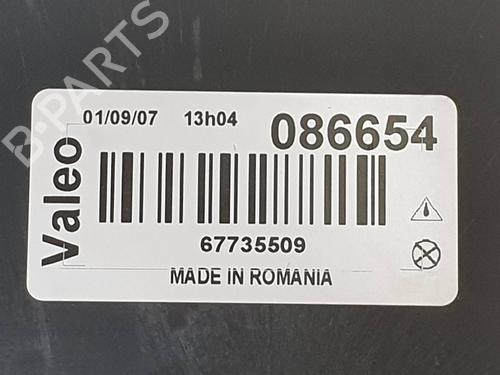 01/09/07 13h04 086654
Valeo
67735509
MADE IN ROMANIA
B-PARTS